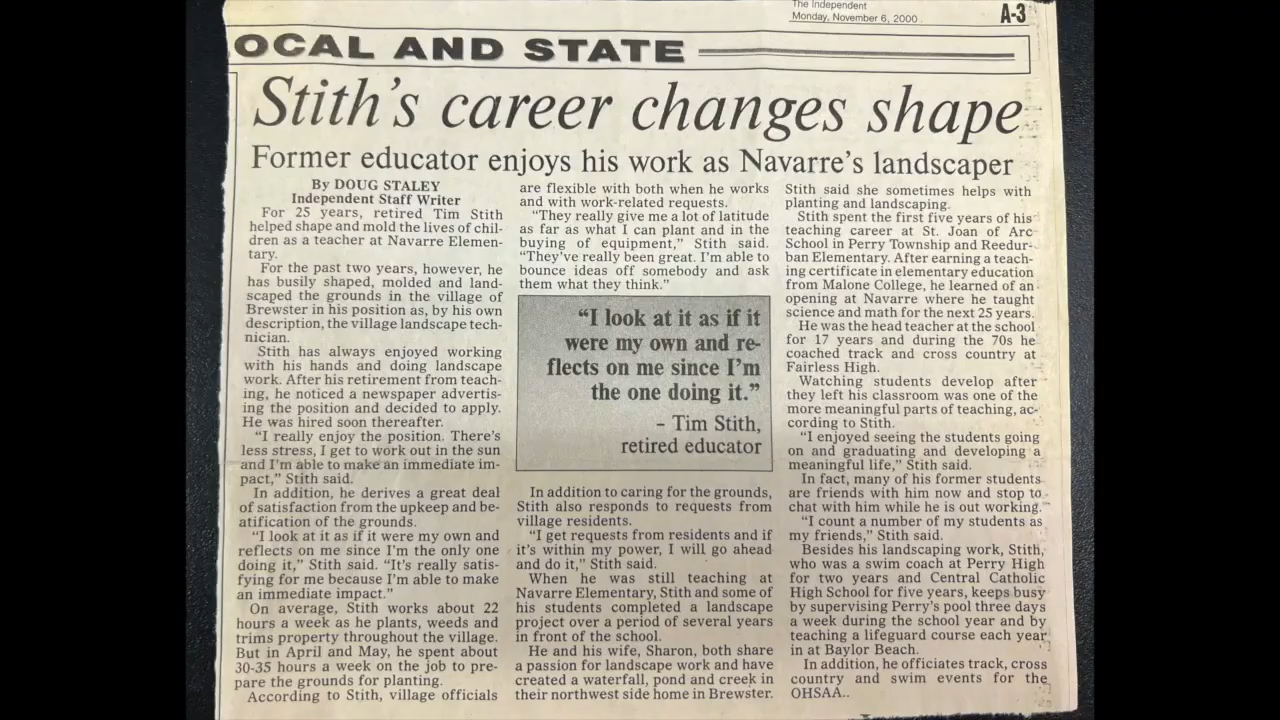 The Independent
Monday, November 6, 2000
A-3
OCAL AND STATE
Stith's career changes shape
Former educator enjoys his work as Navarre's landscaper
By DOUG STALEY
Independent Staff Writer
For 25 years, retired Tim Stith
helped shape and mold the lives of chil-
dren as a teacher at Navarre Elemen-
tary.
For the past two years, however, he
has busily shaped, molded and land-
scaped the grounds in the village of
Brewster in his position as, by his own
description, the village landscape tech-
nician.
Stith has always enjoyed working
with his hands and doing landscape
work. After his retirement from teach-
ing, he noticed a newspaper advertis-
ing the position and decided to apply.
He was hired soon thereafter.
“I really enjoy the position. There's
less stress, I get to work out in the sun
and I'm able to make an immediate im-
pact,” Stith said.
In addition, he derives a great deal
of satisfaction from the upkeep and be-
atification of the grounds.
“I look at it as if it were my own and
reflects on me since I'm the only one
doing it,” Stith said. “It's really satis-
fying for me because I'm able to make
an immediate impact.”
On average, Stith works about 22
hours a week as he plants, weeds and
trims property throughout the village.
But in April and May, he spent about
30-35 hours a week on the job to pre-
pare the grounds for planting.
According to Stith, village officials
are flexible with both when he works
and with work-related requests.
“They really give me a lot of latitude
as far as what I can plant and in the
buying of equipment,” Stith said.
“They've really been great. I'm able to
bounce ideas off somebody and ask
them what they think.”
“I look at it as if it
were my own and re-
flects on me since I'm
the one doing it.”
– Tim Stith,
retired educator
In addition to caring for the grounds,
Stith also responds to requests from
village residents.
“I get requests from residents and if
it's within my power, I will go ahead
and do it,” Stith said.
When he was still teaching at
Navarre Elementary, Stith and some of
his students completed a landscape
project over a period of several years
in front of the school.
He and his wife, Sharon, both share
a passion for landscape work and have
created a waterfall, pond and creek in
their northwest side home in Brewster.
Stith said she sometimes helps with
planting and landscaping.
Stith spent the first five years of his
teaching career at St. Joan of Arc
School in Perry Township and Reedur-
ban Elementary. After earning a teach-
ing certificate in elementary education
from Malone College, he learned of an
opening at Navarre where he taught
science and math for the next 25 years.
He was the head teacher at the school
for 17 years and during the 70s he
coached track and cross country at
Fairless High.
Watching students develop after
they left his classroom was one of the
more meaningful parts of teaching, ac-
cording to Stith.
“I enjoyed seeing the students going
on and graduating and developing a
meaningful life,” Stith said.
In fact, many of his former students
are friends with him now and stop to
chat with him while he is out working.
“I count a number of my students as
my friends,” Stith said.
Besides his landscaping work, Stith,
who was a swim coach at Perry High
for two years and Central Catholic
High School for five years, keeps busy
by supervising Perry's pool three days
a week during the school year and by
teaching a lifeguard course each year
in at Baylor Beach.
In addition, he officiates track, cross
country and swim events for the
OHSAA..